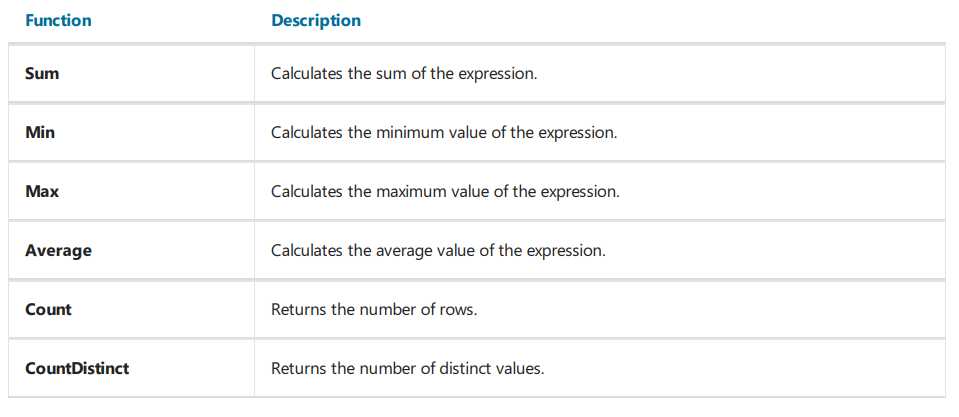 Function Description
Sum Calculates the sum of the expression.
Min Calculates the minimum value of the expression.
Max Calculates the maximum value of the expression.
Average Calculates the average value of the expression.
Count Returns the number of rows.
CountDistinct Returns the number of distinct values.